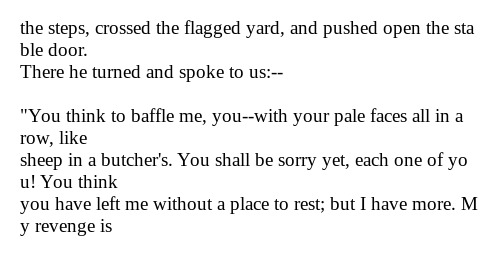 the steps, crossed the flagged yard, and pushed open the sta
ble door.
There he turned and spoke to us:--

"You think to baffle me, you--with your pale faces all in a
row, like
sheep in a butcher's. You shall be sorry yet, each one of yo
u! You think
you have left me without a place to rest; but I have more. M
y revenge is